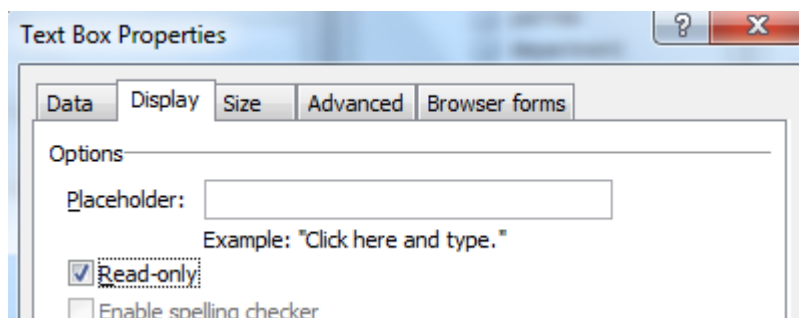 Text Box Properties
?
X
Data Display Size Advanced Browser forms
Options
Placeholder:
Example: "Click here and type."
Read-only
Enable spelling checker